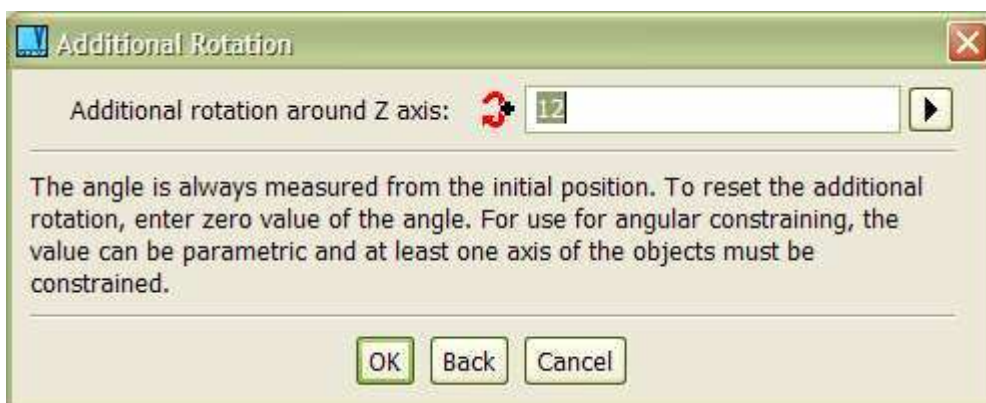 Additional Rotation
Additional rotation around Z axis: 12
The angle is always measured from the initial position. To reset the additional
rotation, enter zero value of the angle. For use for angular constraining, the
value can be parametric and at least one axis of the objects must be
constrained.
OK Back Cancel